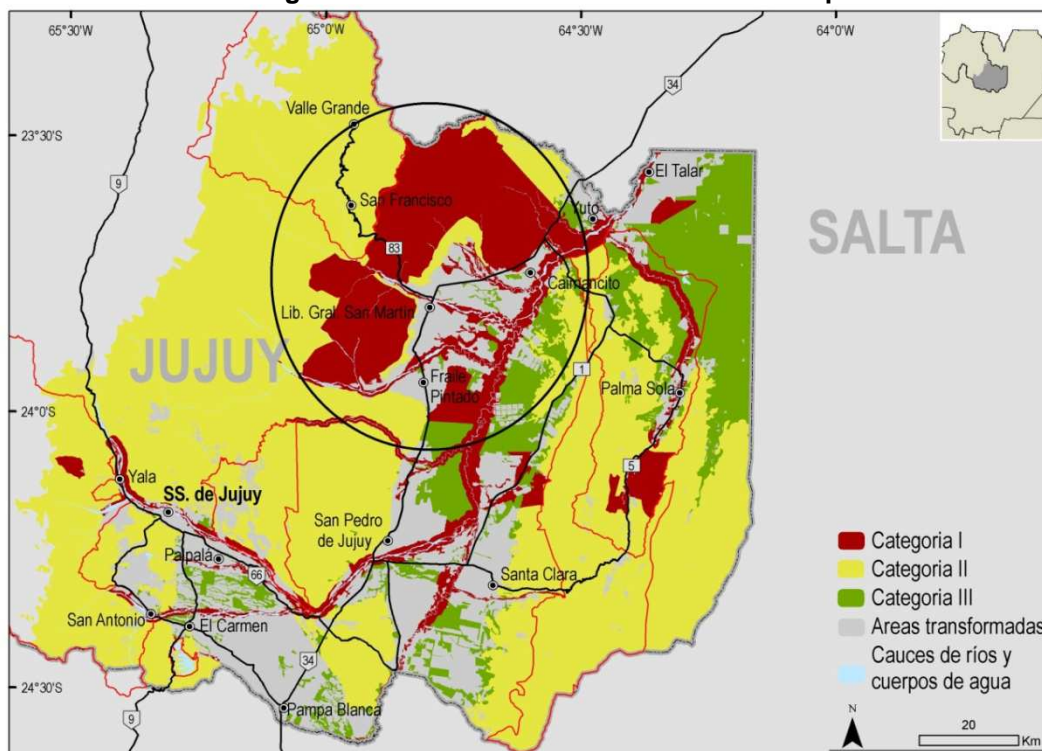 65°30'W
65°0'W
64°30'W
64°0'W
34
Valle Grande
23°30'S
9
El Talar
San Francisco
Yuto
SALTA
83
Caimancito
Lib. Gral. San Martín
JUJUY
1
Fraile
Pintado
Palma Sola
24°0'S
5
Yala
SS. de Jujuy
San Pedro
de Jujuy
Palpalá
66
Santa Clara
San Antonio
El Carmen
34
24°30'S
9
Pampa Blanca
Categoria I
Categoria II
Categoria III
Areas transformadas
Cauces de ríos y
cuerpos de agua
N
20
Km